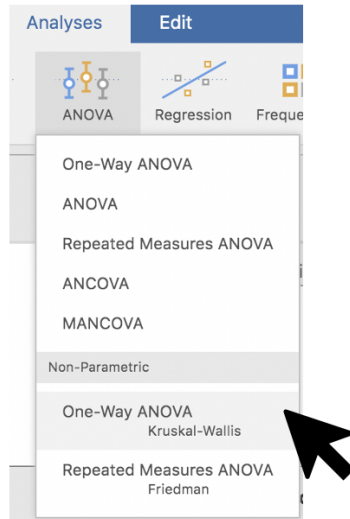 Analyses Edit
ANOVA Regression Freque
One-Way ANOVA
ANOVA
Repeated Measures ANOVA
ANCOVA
MANCOVA
Non-Parametric
One-Way ANOVA
Kruskal-Wallis
Repeated Measures ANOVA
Friedman